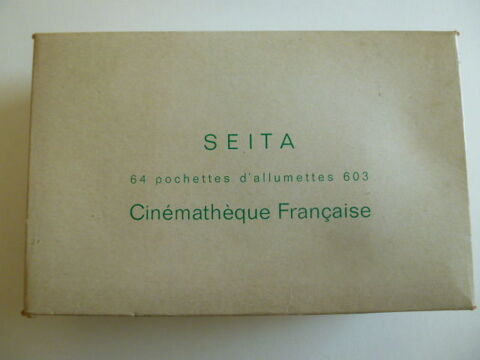 SEITA
64 pochettes d'allumettes 603
Cinémathèque Française